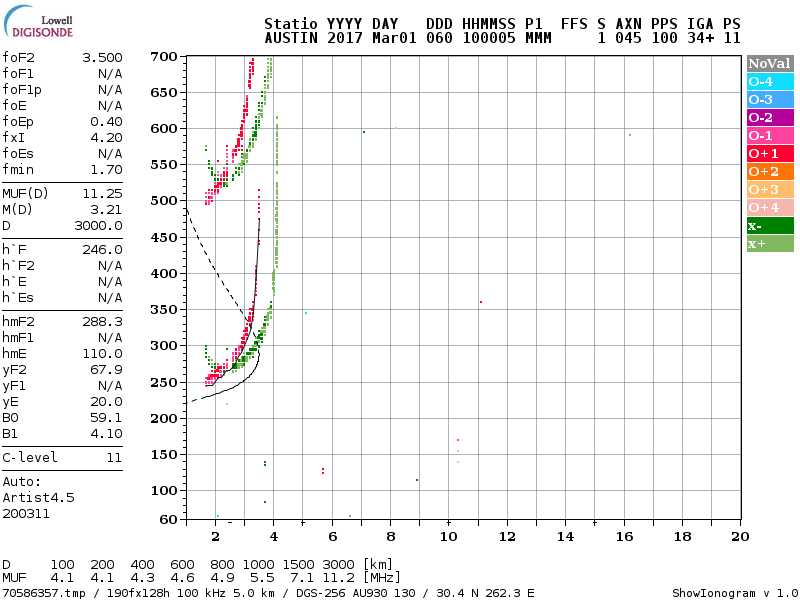 Lowell
DIGISONDE
Statio YYYY DAY DDD HHMMSS P1 FFS S AXN PPS IGA PS
AUSTIN 2017 Mar01 060 100005 MMM 1 045 100 34+ 11
foF2 3.500
foF1 N/A
foF1p N/A
foE N/A
foEp 0.40
fxI 4.20
foEs N/A
fmin 1.70
MUF(D) 11.25
M(D) 3.21
D 3000.0
h`F 246.0
h`F2 N/A
h`E N/A
h`Es N/A
hmF2 288.3
hmF1 N/A
hmE 110.0
yF2 67.9
yF1 N/A
yE 20.0
B0 59.1
B1 4.10
C-level 11
Auto:
Artist4.5
200311
700
650
600
550
500
450
400
350
300
250
200
150
100
60
2 4 6 8 10 12 14 16 18 20
NoVal
O-4
O-3
O-2
O-1
O+1
O+2
O+3
O+4
X-
X+
D 100 200 400 600 800 1000 1500 3000 [km]
MUF 4.1 4.1 4.3 4.6 4.9 5.5 7.1 11.2 [MHz]
70586357.tmp / 190fx128h 100 kHz 5.0 km / DGS-256 AU930 130 / 30.4 N 262.3 E
ShowIonogram v 1.0